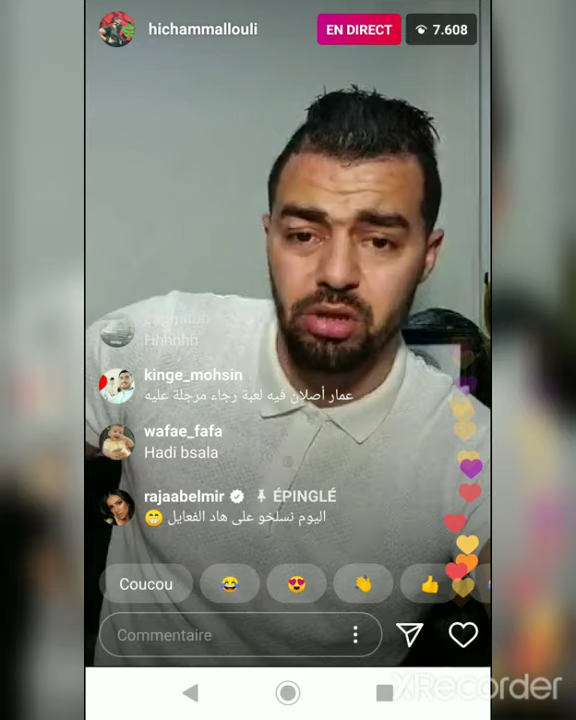 hichammallouli
EN DIRECT
7.608
Hhhhhh
kinge_mohsin
عمار أصلان فيه لعبة رجاء مرجلة عليه
wafae_fafa
Hadi bsala
rajaabelmir ÉPINGLÉ
اليوم نسلخو على هاد الفعايل 😁
Coucou 😂 😍 👏 👍
Commentaire
XRecorder